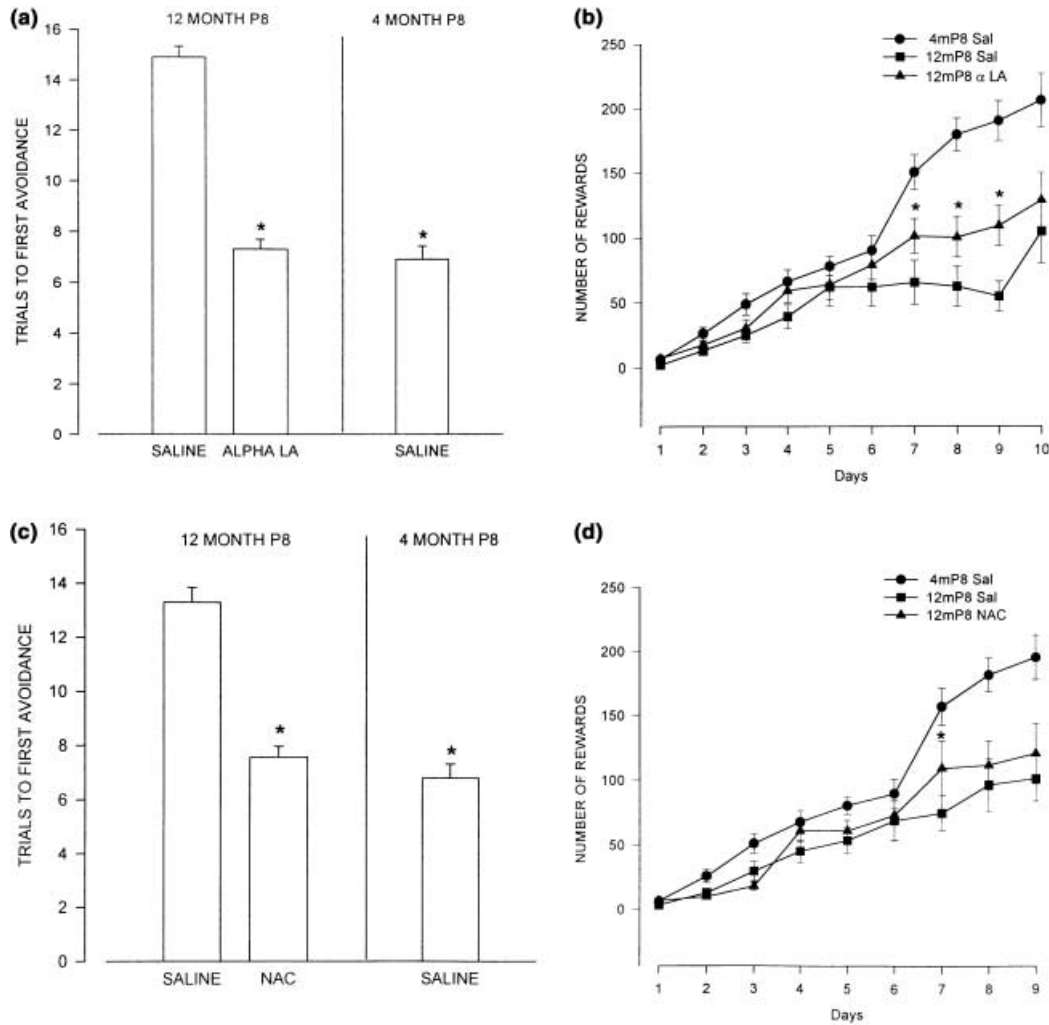 (a)
12 MONTH P8
4 MONTH P8
TRIALS TO FIRST AVOIDANCE
16
14
12
10
8
6
4
2
0
*
*
SALINE
ALPHA LA
SALINE
(b)
4mP8 Sal
12mP8 Sal
12mP8 α LA
NUMBER OF REWARDS
250
200
150
100
50
0
* * *
1 2 3 4 5 6 7 8 9 10
Days
(c)
12 MONTH P8
4 MONTH P8
TRIALS TO FIRST AVOIDANCE
16
14
12
10
8
6
4
2
0
*
*
SALINE
NAC
SALINE
(d)
4mP8 Sal
12mP8 Sal
12mP8 NAC
NUMBER OF REWARDS
250
200
150
100
50
0
*
1 2 3 4 5 6 7 8 9
Days